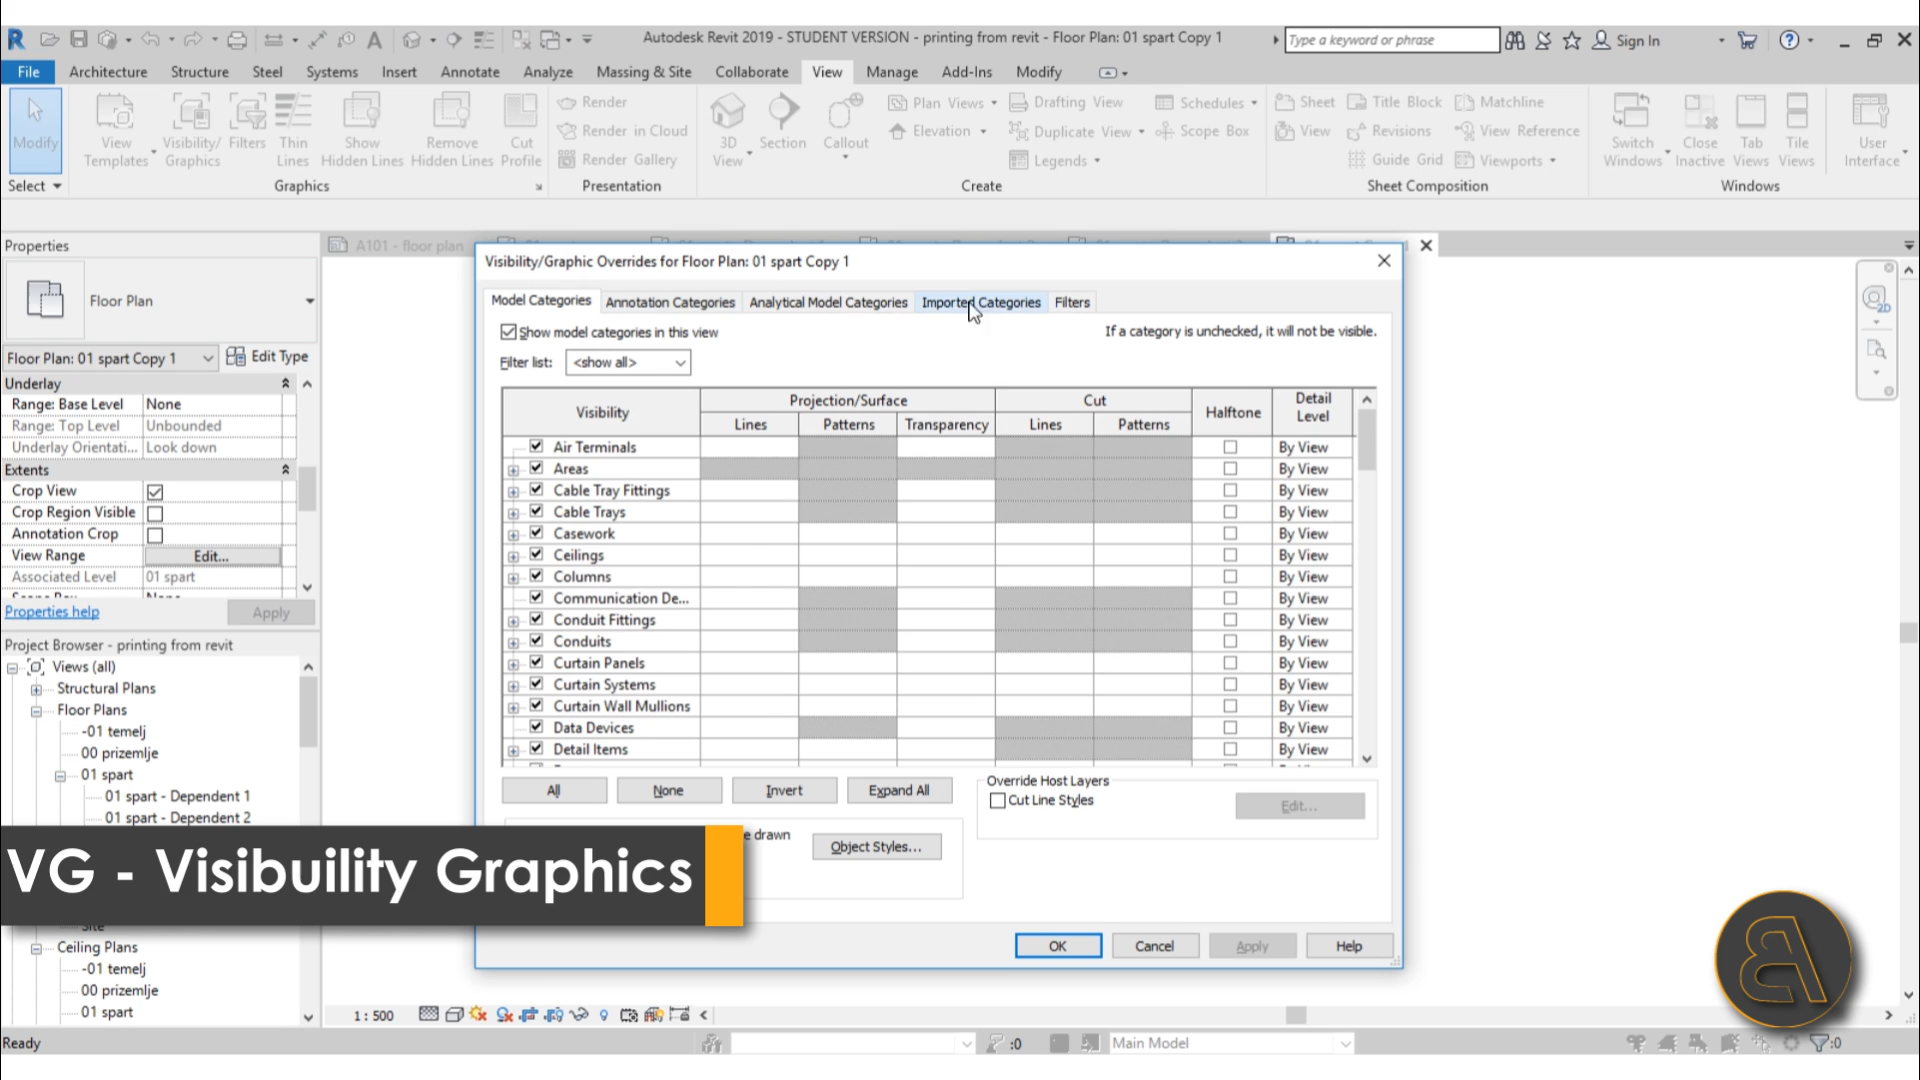 Autodesk Revit 2019 - STUDENT VERSION - printing from revit - Floor Plan: 01 spart Copy 1
Type a keyword or phrase
Sign In
File Architecture Structure Steel Systems Insert Annotate Analyze Massing & Site Collaborate View Manage Add-Ins Modify
Modify
View Templates
Visibility/ Graphics
Filters
Thin Lines
Show Hidden Lines
Remove Hidden Lines
Cut Profile
Render
Render in Cloud
Render Gallery
3D View
Section
Callout
Plan Views
Elevation
Drafting View
Duplicate View
Legends
Schedules
Scope Box
Sheet
View
Title Block
Revisions
Guide Grid
Matchline
View Reference
Viewports
Switch Windows
Close Inactive
Tab Views
Tile Views
User Interface
Select
Graphics
Presentation
Create
Sheet Composition
Windows
Properties
Floor Plan
Floor Plan: 01 spart Copy 1
Edit Type
Underlay
Range: Base Level None
Range: Top Level Unbounded
Underlay Orientati... Look down
Extents
Crop View
Crop Region Visible
Annotation Crop
View Range Edit...
Associated Level 01 spart
Properties help
Apply
Project Browser - printing from revit
Views (all)
Structural Plans
Floor Plans
-01 temelj
00 prizemlje
01 spart
01 spart - Dependent 1
01 spart - Dependent 2
Site
Ceiling Plans
-01 temelj
00 prizemlje
01 spart
A101 - floor plan
Visibility/Graphic Overrides for Floor Plan: 01 spart Copy 1
Model Categories Annotation Categories Analytical Model Categories Imported Categories Filters
Show model categories in this view
If a category is unchecked, it will not be visible.
Filter list: <show all>
Visibility Projection/Surface Cut Halftone Detail Level
Lines Patterns Transparency Lines Patterns
Air Terminals By View
Areas By View
Cable Tray Fittings By View
Cable Trays By View
Casework By View
Ceilings By View
Columns By View
Communication De... By View
Conduit Fittings By View
Conduits By View
Curtain Panels By View
Curtain Systems By View
Curtain Wall Mullions By View
Data Devices By View
Detail Items By View
All None Invert Expand All
Override Host Layers
Cut Line Styles
Edit...
e drawn
Object Styles...
OK Cancel Apply Help
VG - Visibuility Graphics
1 : 500
Ready
:0
Main Model
:0